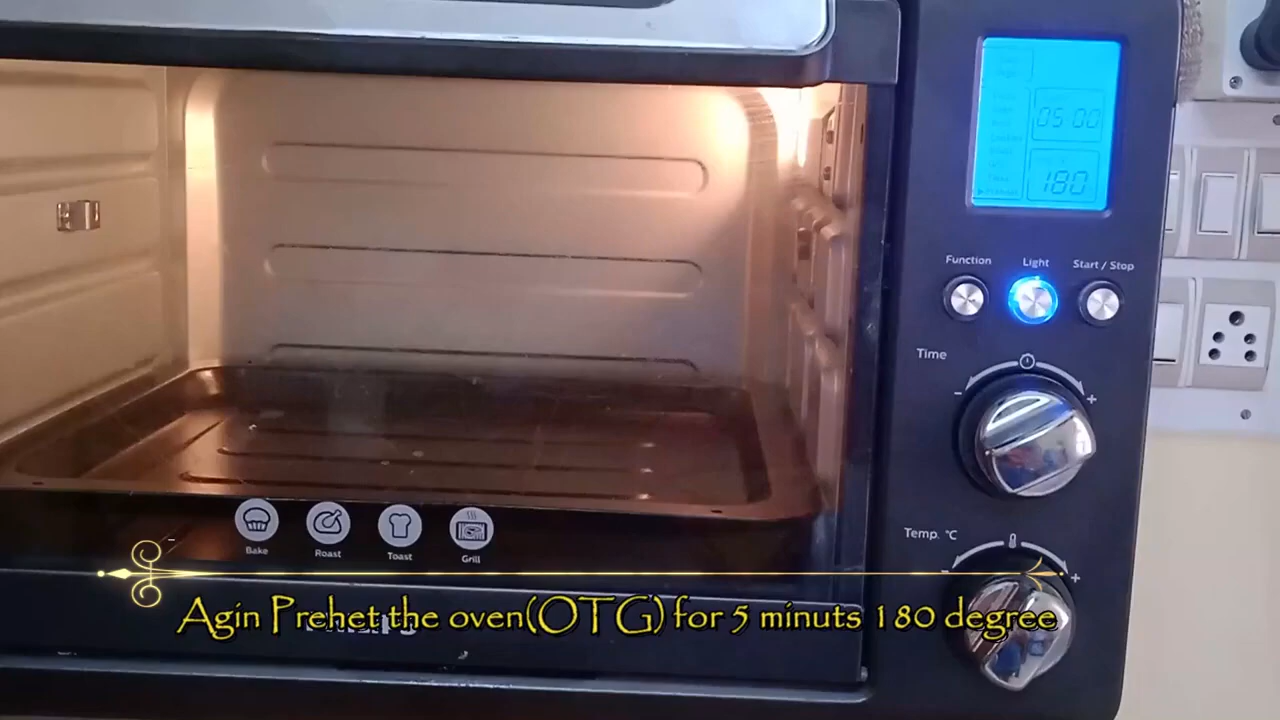 05 00
180
Function
Light
Start / Stop
Time
- +
Temp. °C
- +
Bake
Roast
Toast
Grill
Agin Prehet the oven(OTG) for 5 minuts 180 degree